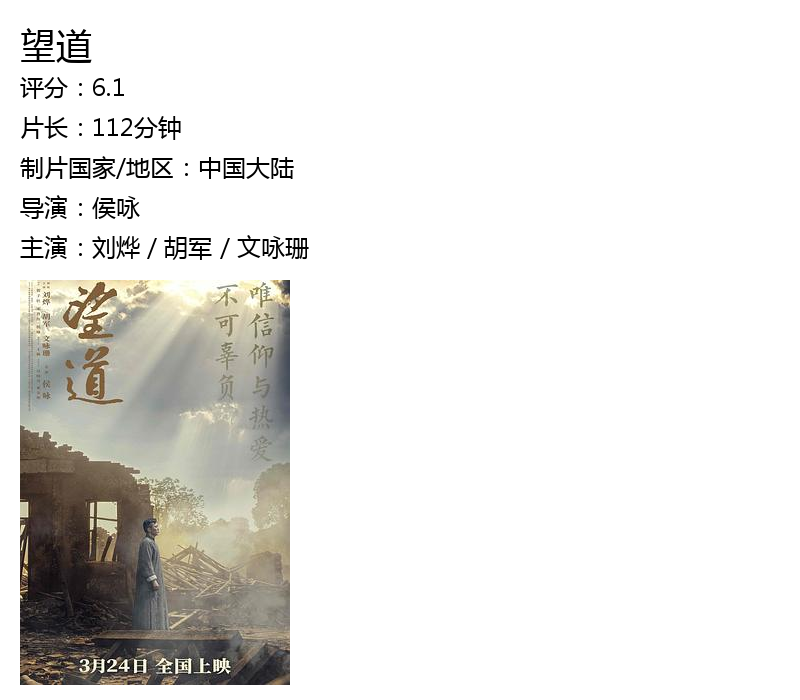 望道
评分：6.1
片长：112分钟
制片国家/地区：中国大陆
导演：侯咏
主演：刘烨 / 胡军 / 文咏珊
刘烨 胡军 文咏珊
侯咏
望道
唯信仰与热爱
不可辜负
3月24日 全国上映